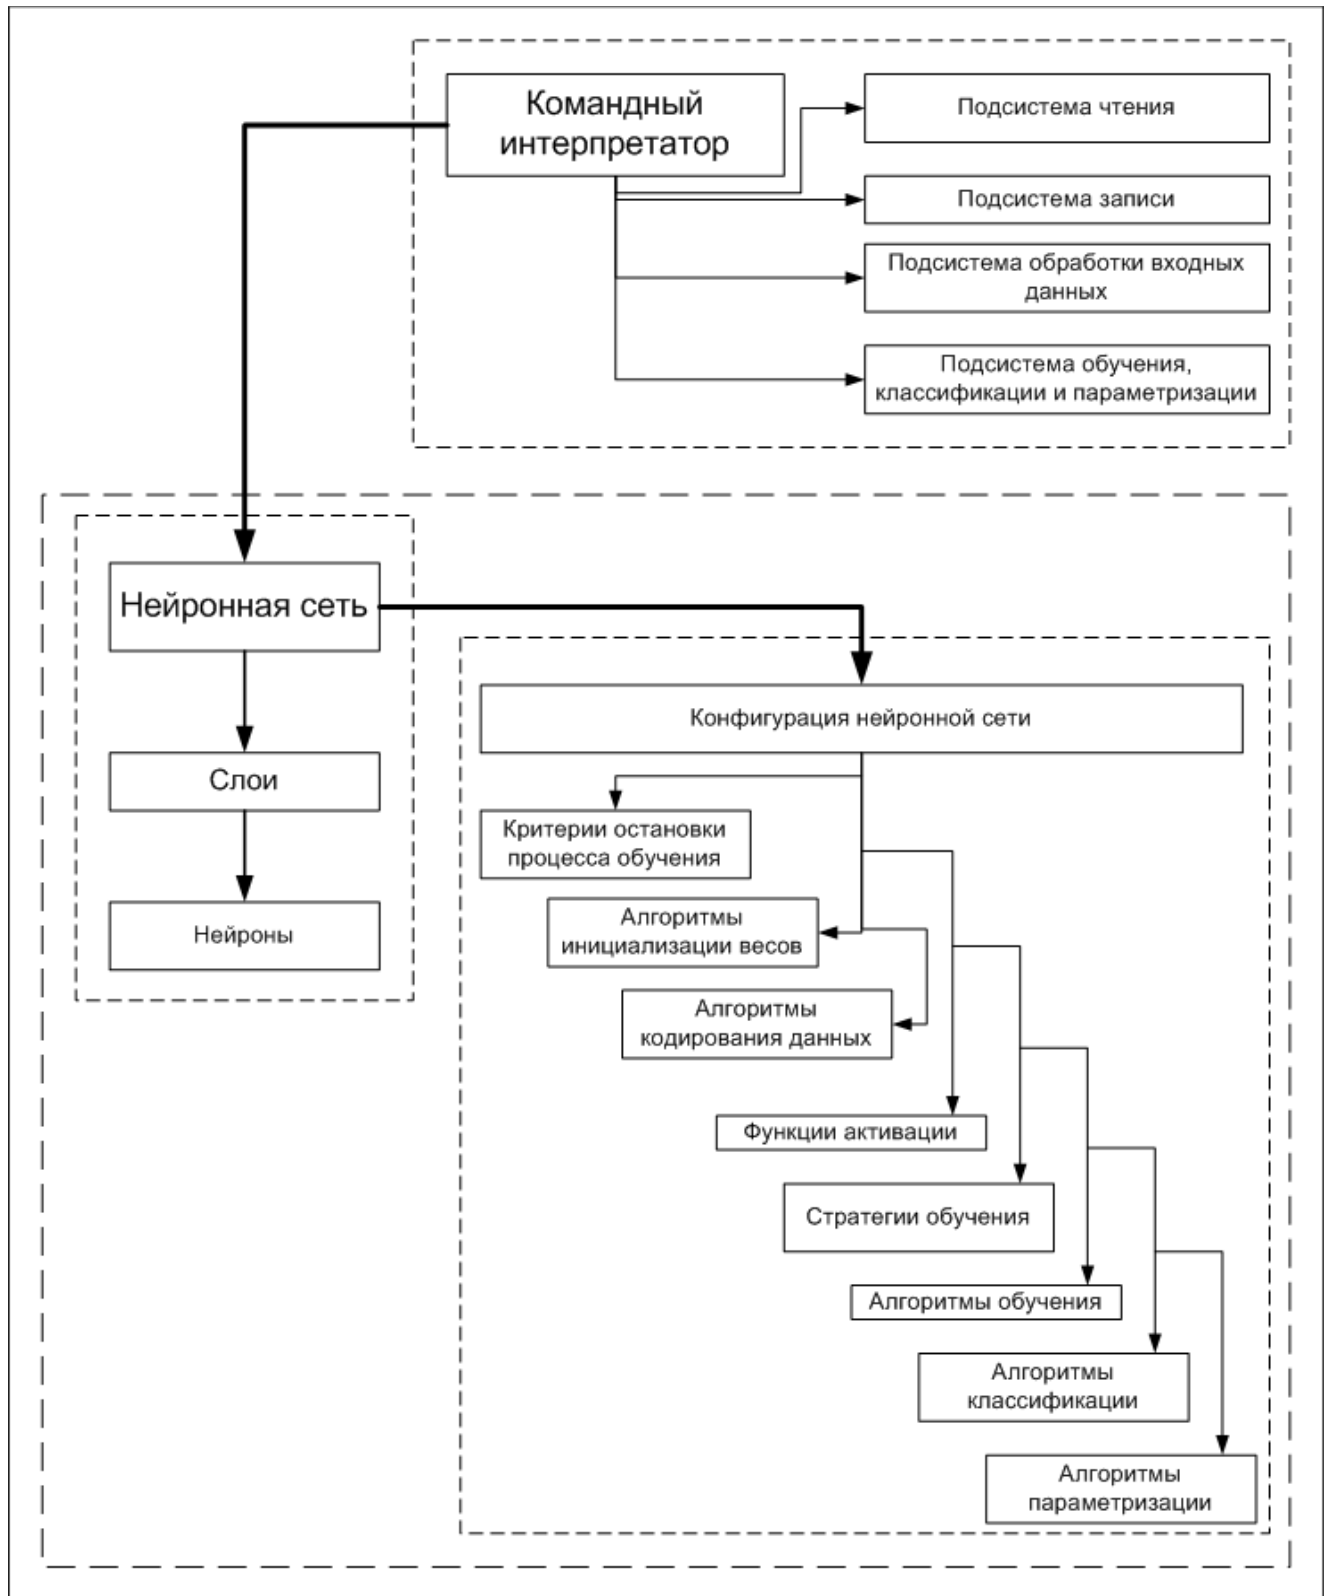 Командный
интерпретатор
Подсистема чтения
Подсистема записи
Подсистема обработки входных
данных
Подсистема обучения,
классификации и параметризации
Нейронная сеть
Слои
Нейроны
Конфигурация нейронной сети
Критерии остановки
процесса обучения
Алгоритмы
инициализации весов
Алгоритмы
кодирования данных
Функции активации
Стратегии обучения
Алгоритмы обучения
Алгоритмы
классификации
Алгоритмы
параметризации